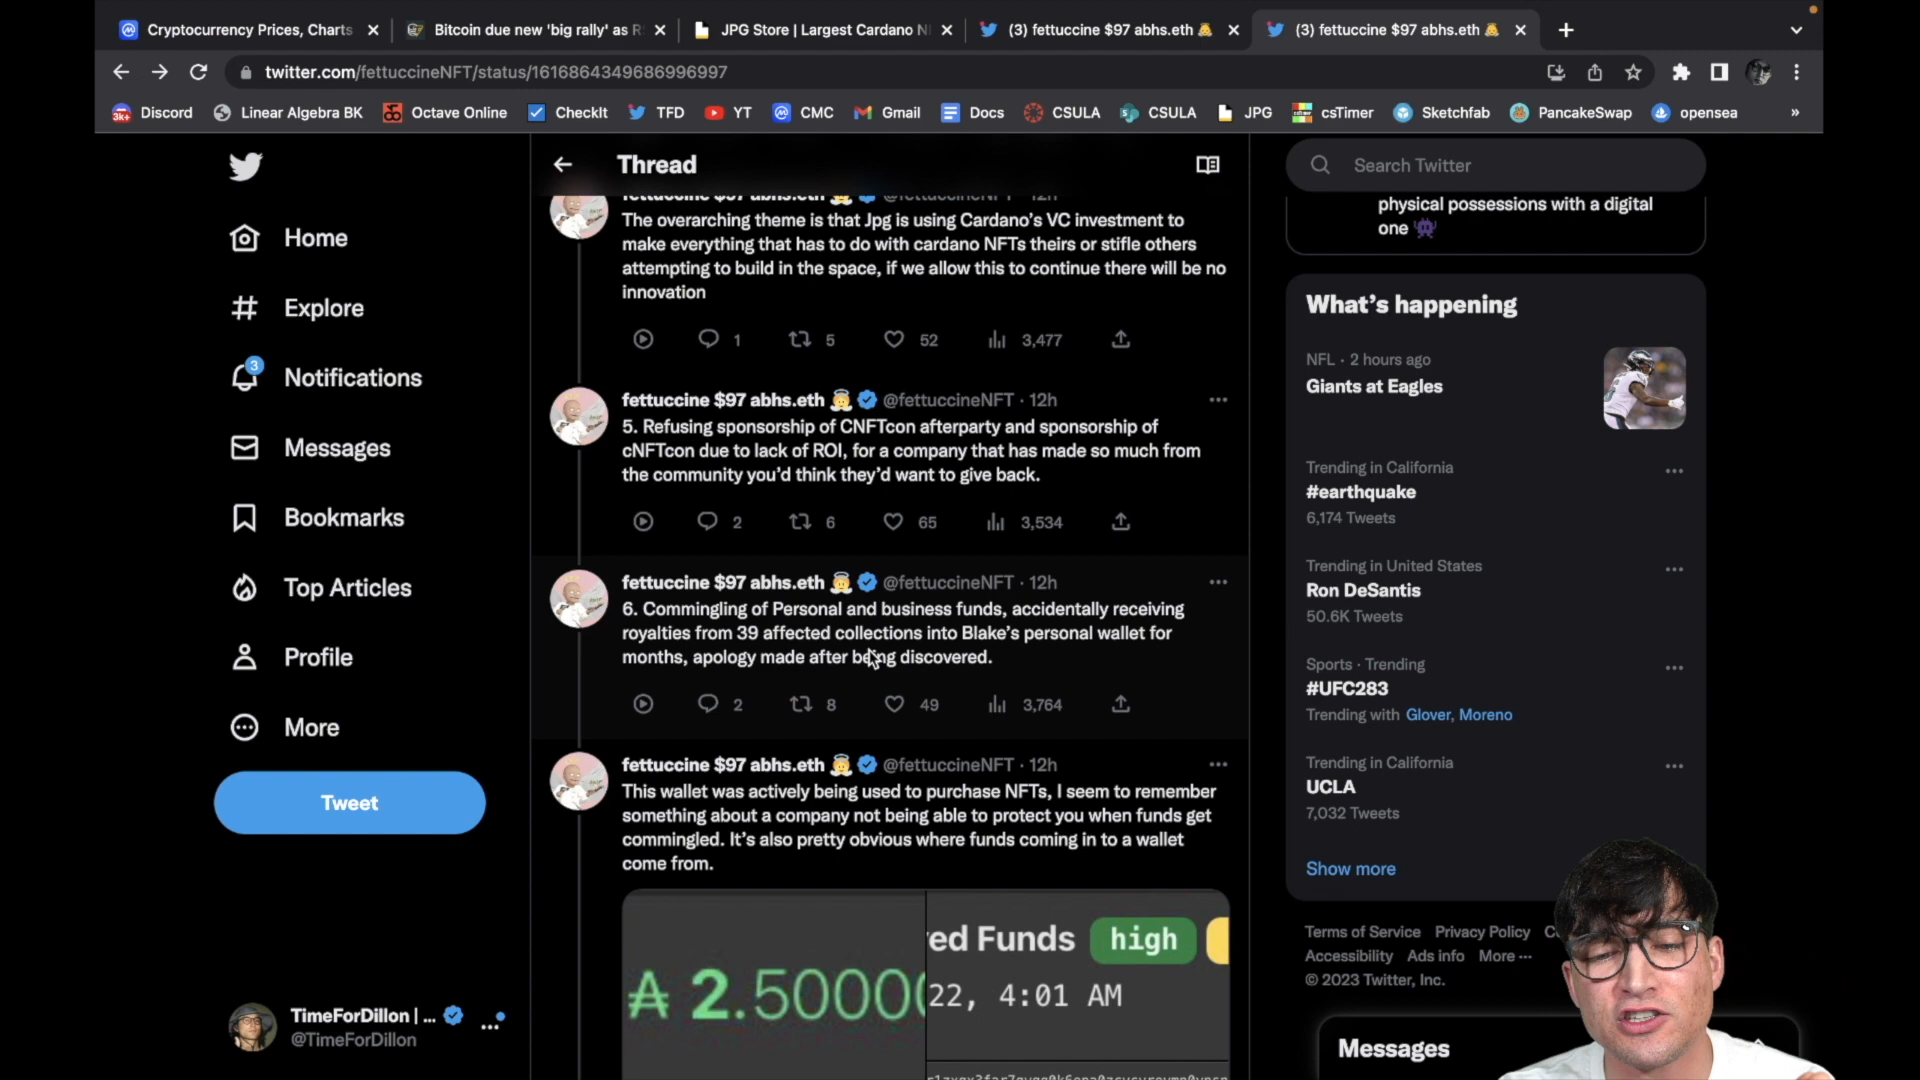 Cryptocurrency Prices, Charts
Bitcoin due new 'big rally' as R
JPG Store | Largest Cardano N
(3) fettuccine $97 abhs.eth
(3) fettuccine $97 abhs.eth
twitter.com/fettuccineNFT/status/1616864349686996997
3k+ Discord
Linear Algebra BK
Octave Online
CheckIt
TFD
YT
CMC
Gmail
Docs
CSULA
CSULA
JPG
csTimer
Sketchfab
PancakeSwap
opensea
»
Home
Explore
3
Notifications
Messages
Bookmarks
Top Articles
Profile
More
Tweet
TimeForDillon | ...
@TimeForDillon
Thread
fettuccine $97 abhs.eth @fettuccineNFT · 12h
The overarching theme is that Jpg is using Cardano's VC investment to
make everything that has to do with cardano NFTs theirs or stifle others
attempting to build in the space, if we allow this to continue there will be no
innovation
1 5 52 3,477
fettuccine $97 abhs.eth @fettuccineNFT · 12h
5. Refusing sponsorship of CNFTcon afterparty and sponsorship of
cNFTcon due to lack of ROI, for a company that has made so much from
the community you'd think they'd want to give back.
2 6 65 3,534
fettuccine $97 abhs.eth @fettuccineNFT · 12h
6. Commingling of Personal and business funds, accidentally receiving
royalties from 39 affected collections into Blake's personal wallet for
months, apology made after being discovered.
2 8 49 3,764
fettuccine $97 abhs.eth @fettuccineNFT · 12h
This wallet was actively being used to purchase NFTs, I seem to remember
something about a company not being able to protect you when funds get
commingled. It's also pretty obvious where funds coming in to a wallet
come from.
₳ 2.50000
ed Funds high
22, 4:01 AM
Search Twitter
physical possessions with a digital
one
What's happening
NFL · 2 hours ago
Giants at Eagles
Trending in California
#earthquake
6,174 Tweets
Trending in United States
Ron DeSantis
50.6K Tweets
Sports · Trending
#UFC283
Trending with Glover, Moreno
Trending in California
UCLA
7,032 Tweets
Show more
Terms of Service Privacy Policy C
Accessibility Ads info More ···
© 2023 Twitter, Inc.
Messages